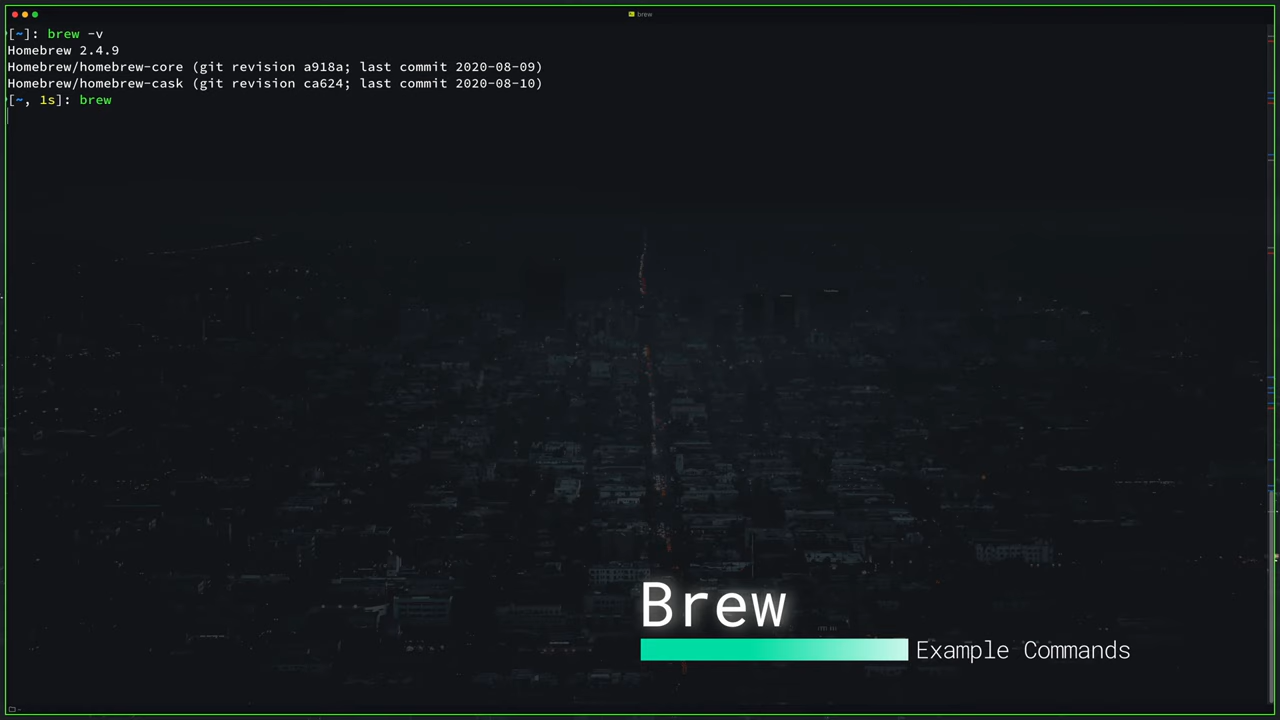 brew
[~]: brew -v
Homebrew 2.4.9
Homebrew/homebrew-core (git revision a918a; last commit 2020-08-09)
Homebrew/homebrew-cask (git revision ca624; last commit 2020-08-10)
[~, 1s]: brew
Brew
Example Commands
~